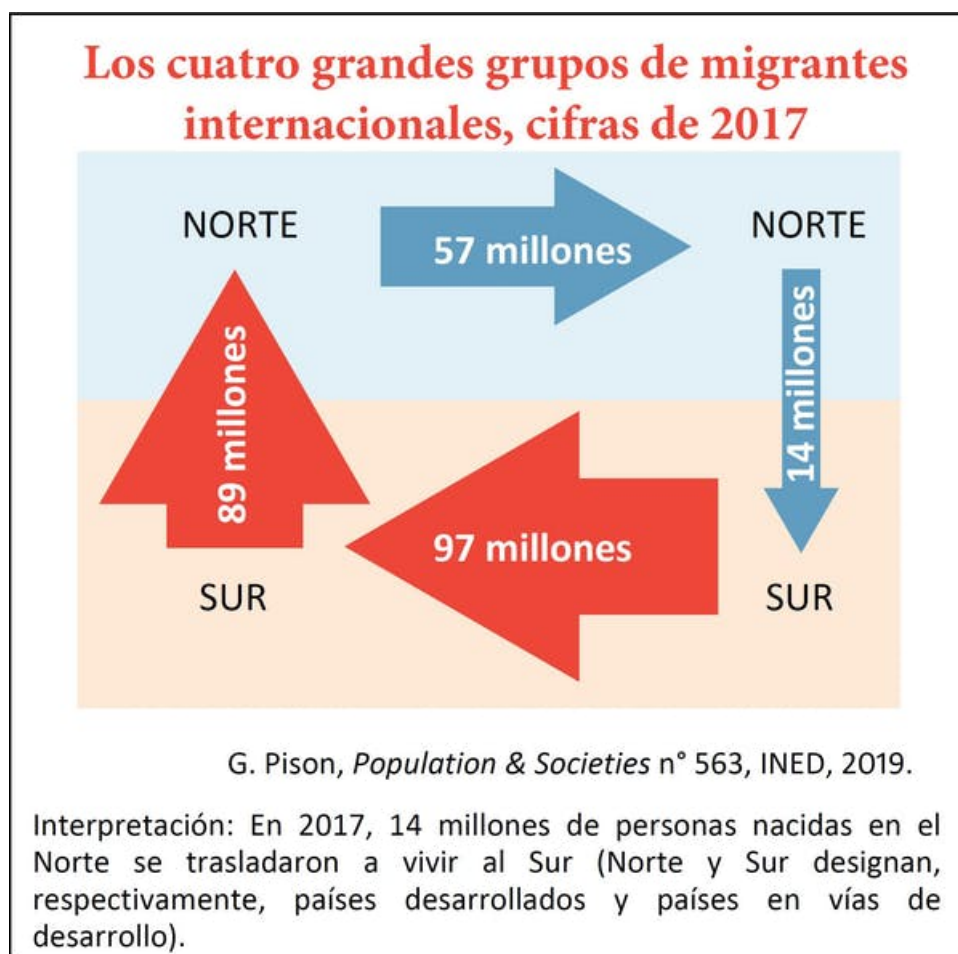 Los cuatro grandes grupos de migrantes
internacionales, cifras de 2017
NORTE
57 millones
NORTE
89 millones
14 millones
97 millones
SUR
SUR
G. Pison, Population & Societies n° 563, INED, 2019.
Interpretación: En 2017, 14 millones de personas nacidas en el
Norte se trasladaron a vivir al Sur (Norte y Sur designan,
respectivamente, países desarrollados y países en vías de
desarrollo).